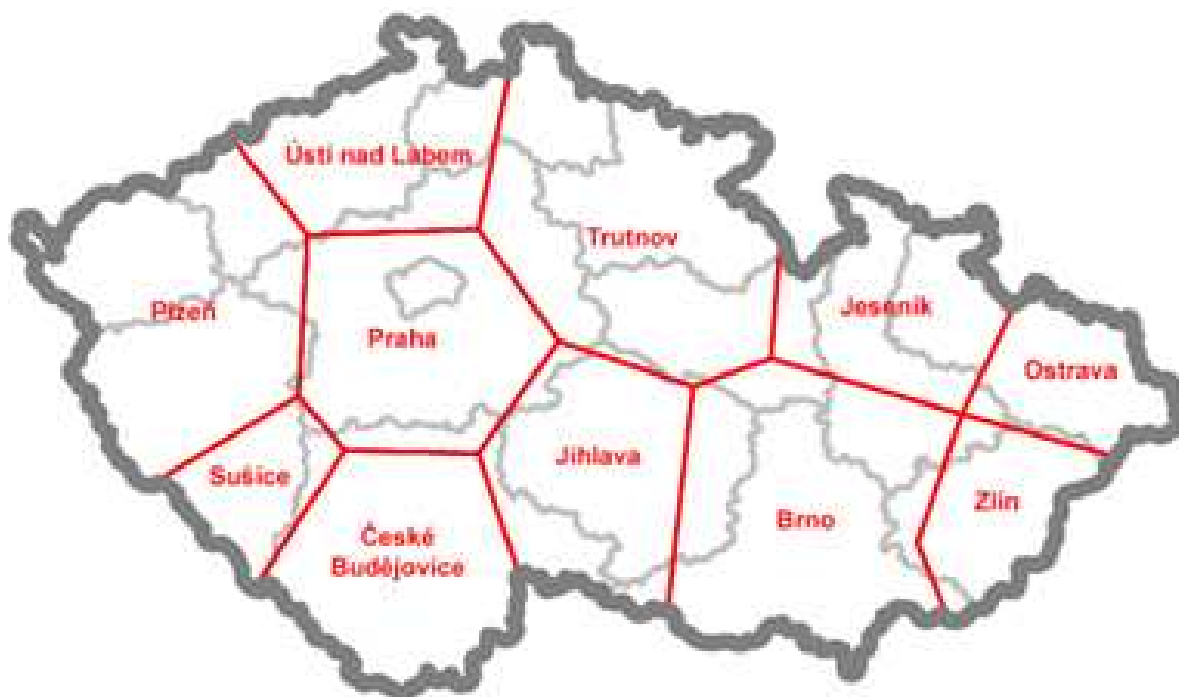 Ústí nad Labem
Trutnov
Plzeň
Praha
Jeseník
Ostrava
Sušice
Jihlava
Brno
Zlín
České
Budějovice